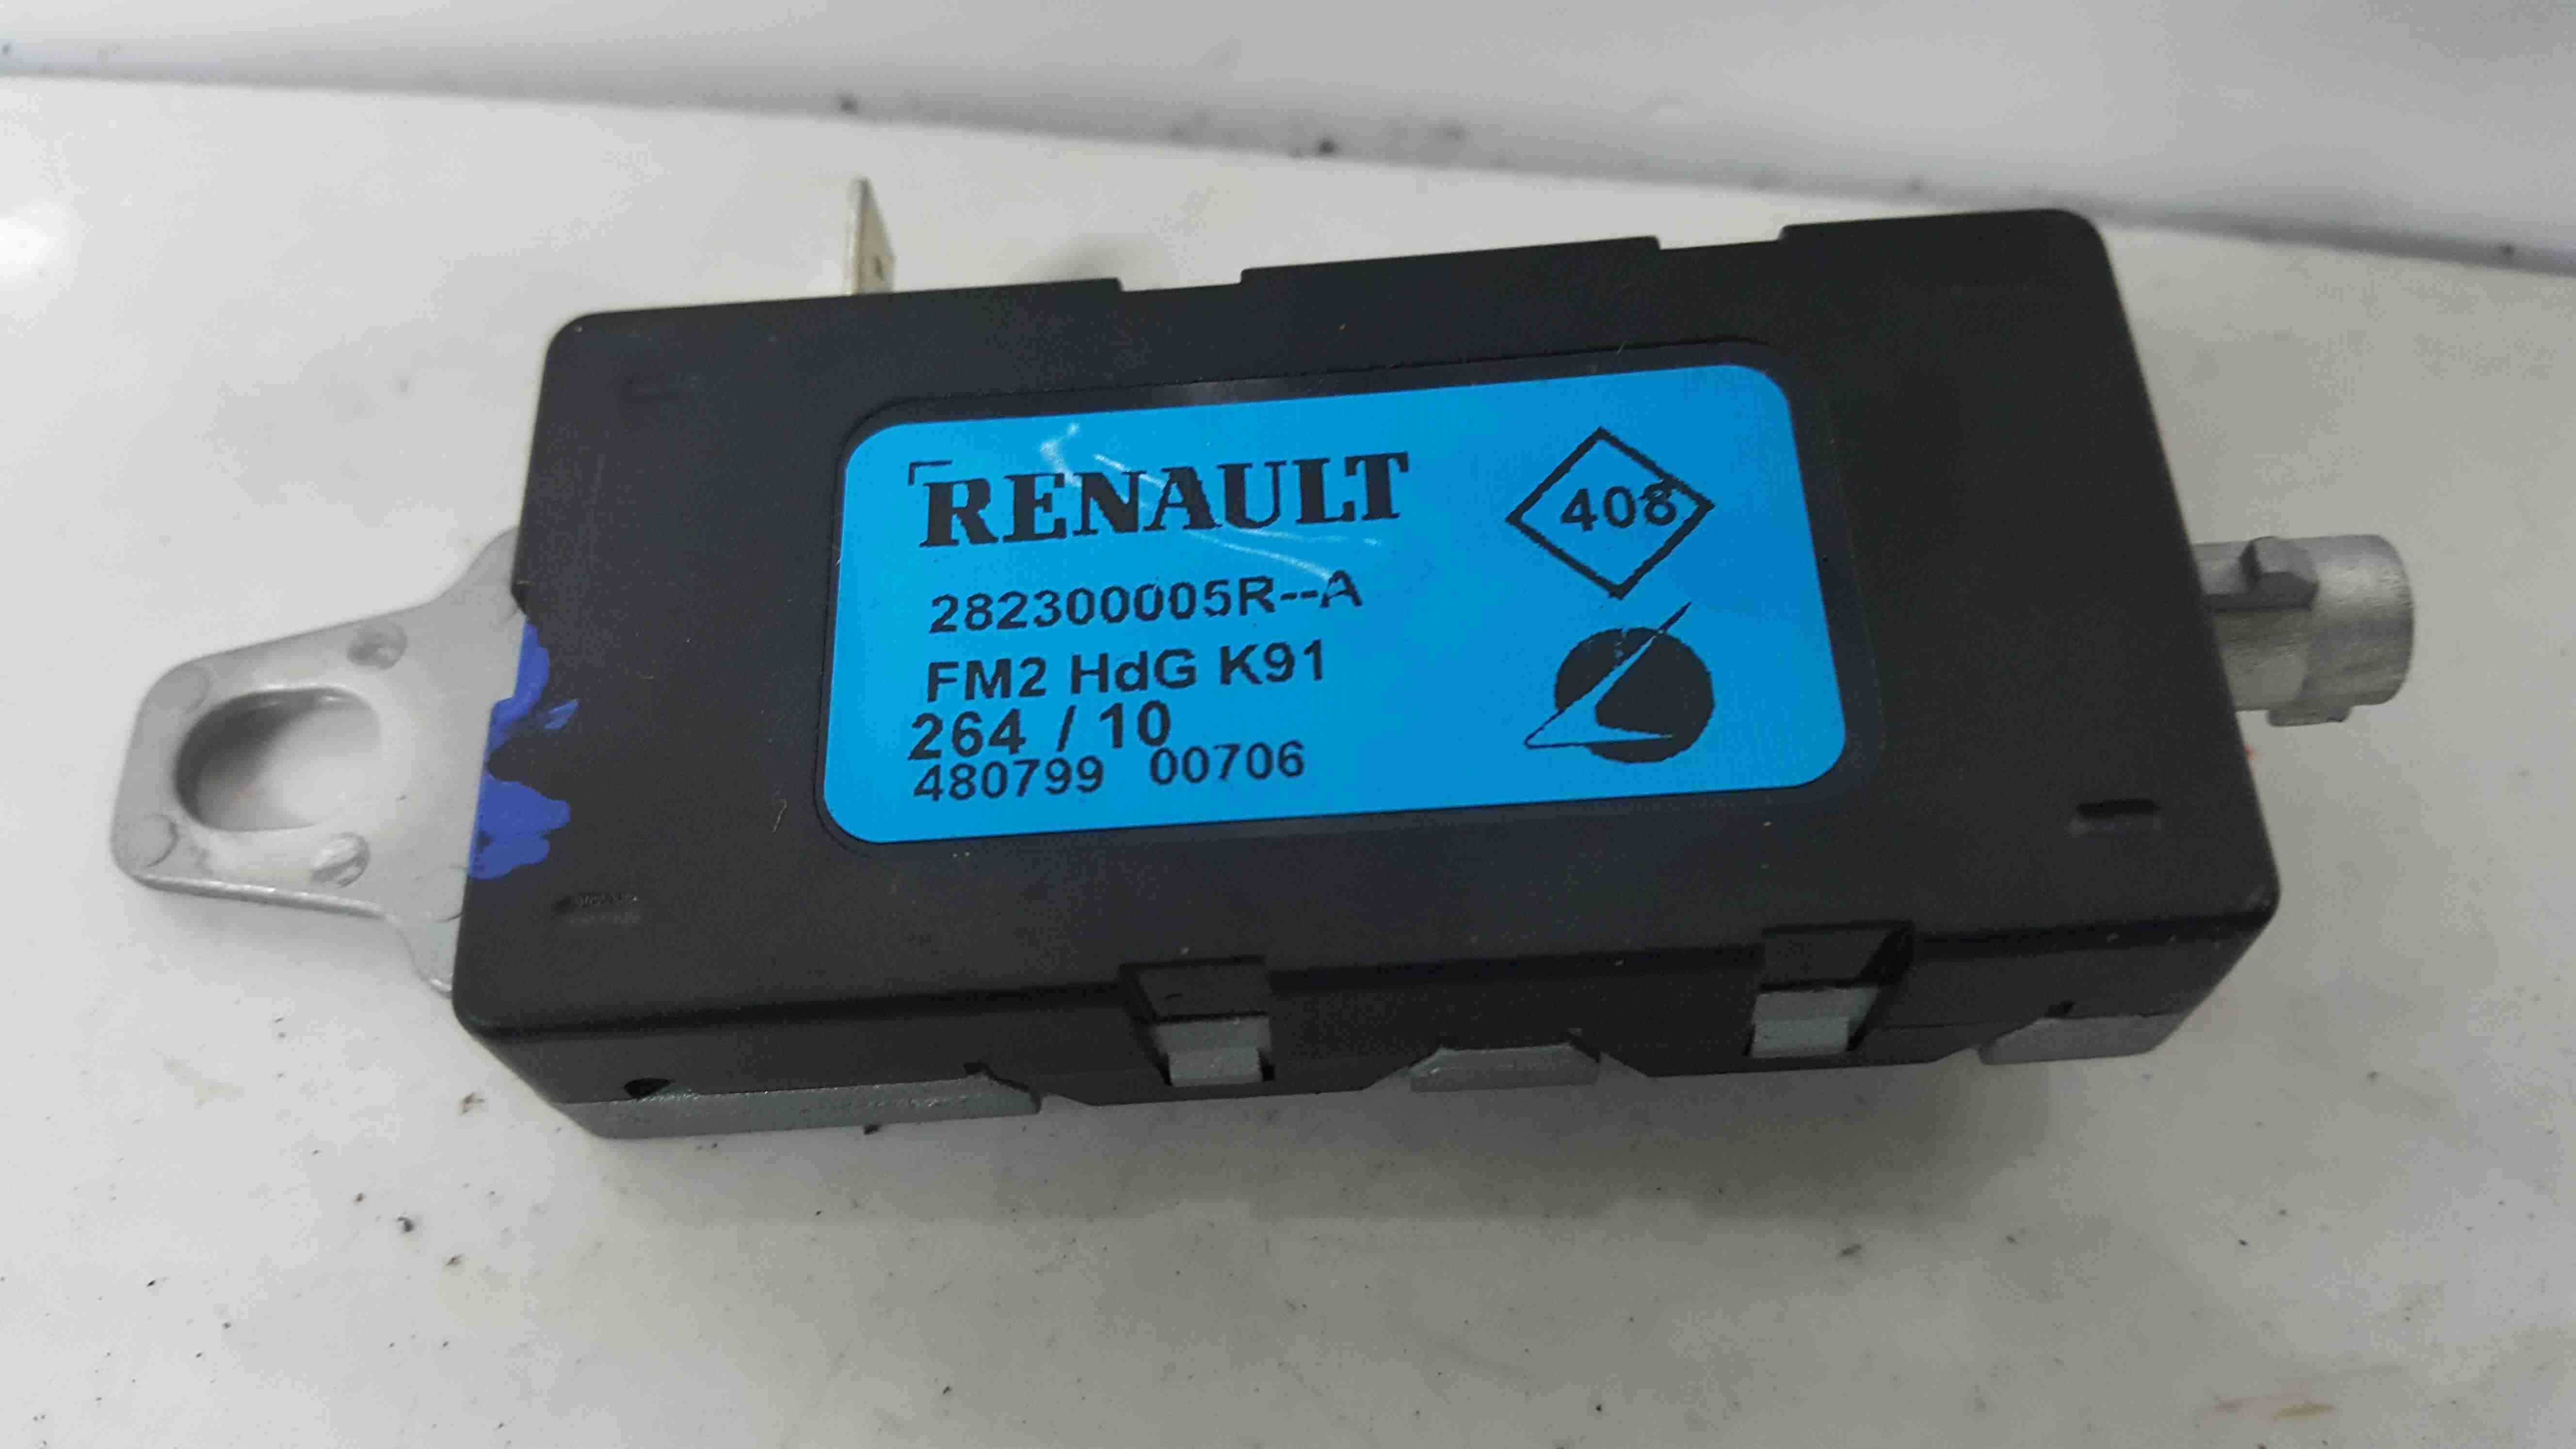 RENAULT
408
282300005R--A
FM2 HdG K91
264 / 10
480799 00706